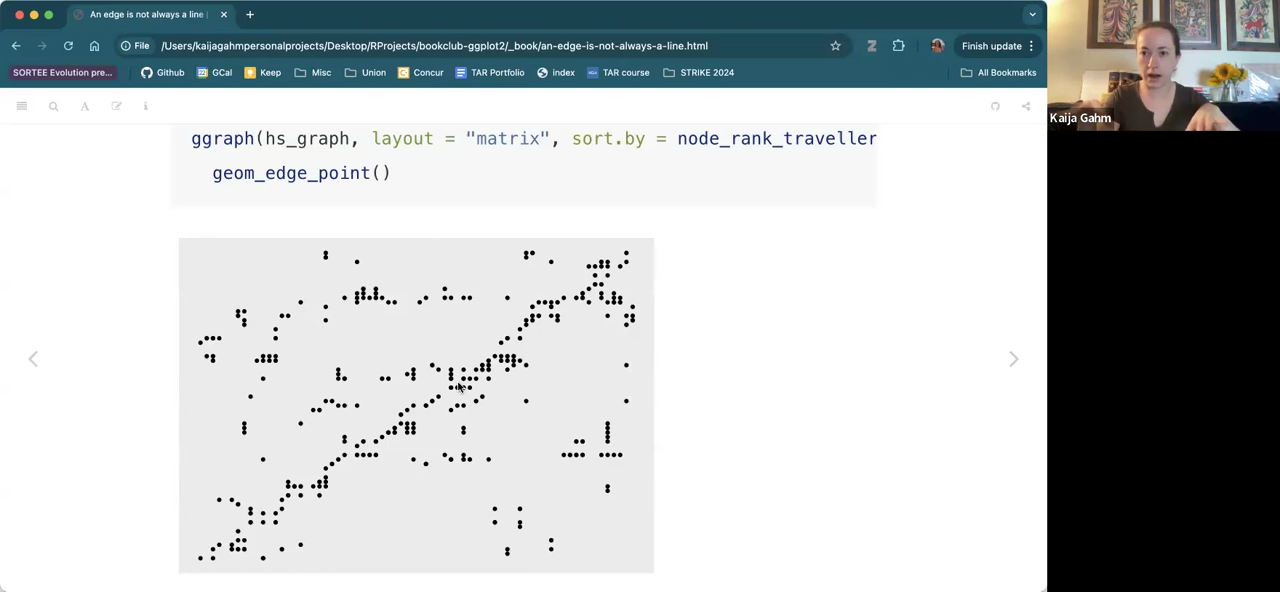 An edge is not always a line |
File /Users/kaijagahmpersonalprojects/Desktop/RProjects/bookclub-ggplot2/_book/an-edge-is-not-always-a-line.html Finish update
SORTEE Evolution pre... Github GCal Keep Misc Union Concur TAR Portfolio index TAR course STRIKE 2024 All Bookmarks
Kaija Gahm
ggraph(hs_graph, layout = "matrix", sort.by = node_rank_traveller
geom_edge_point()